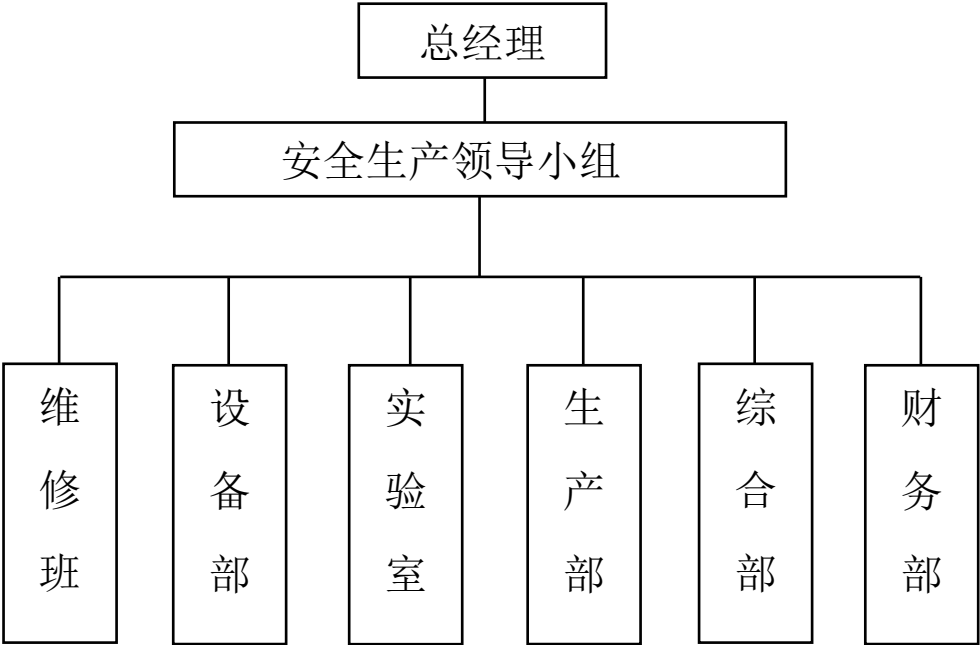 总经理
安全生产领导小组
维修班
设备部
实验室
生产部
综合部
财务部